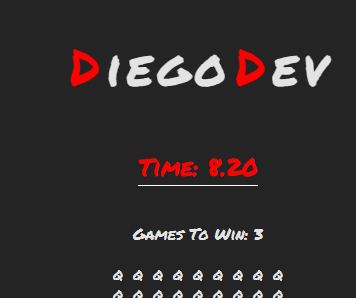 DiegoDev
Time: 8.20
Games To Win: 3
Q Q Q Q Q Q Q Q Q
Q Q Q Q Q Q Q Q Q